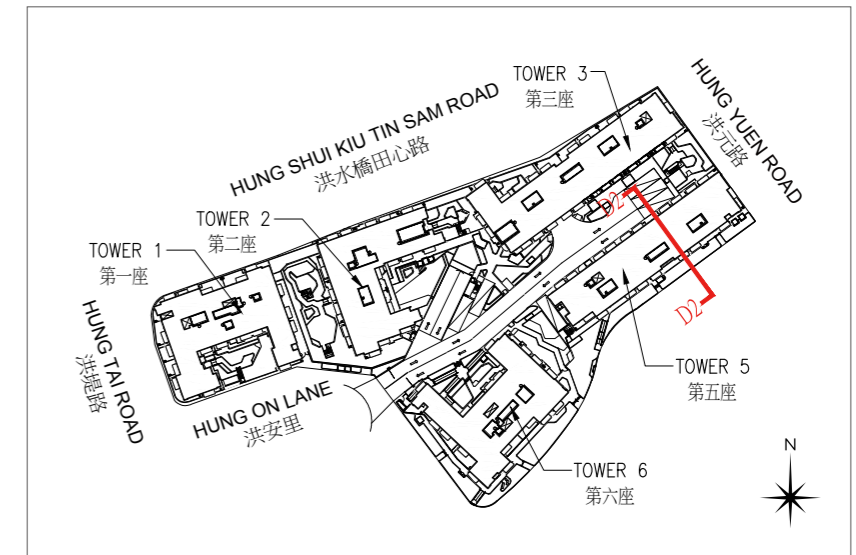 TOWER 3
第三座
HUNG YUEN ROAD
洪元路
HUNG SHUI KIU TIN SAM ROAD
洪水橋田心路
TOWER 2
第二座
TOWER 1
第一座
D2
D2
HUNG TAI ROAD
洪堤路
HUNG ON LANE
洪安里
TOWER 5
第五座
TOWER 6
第六座
N